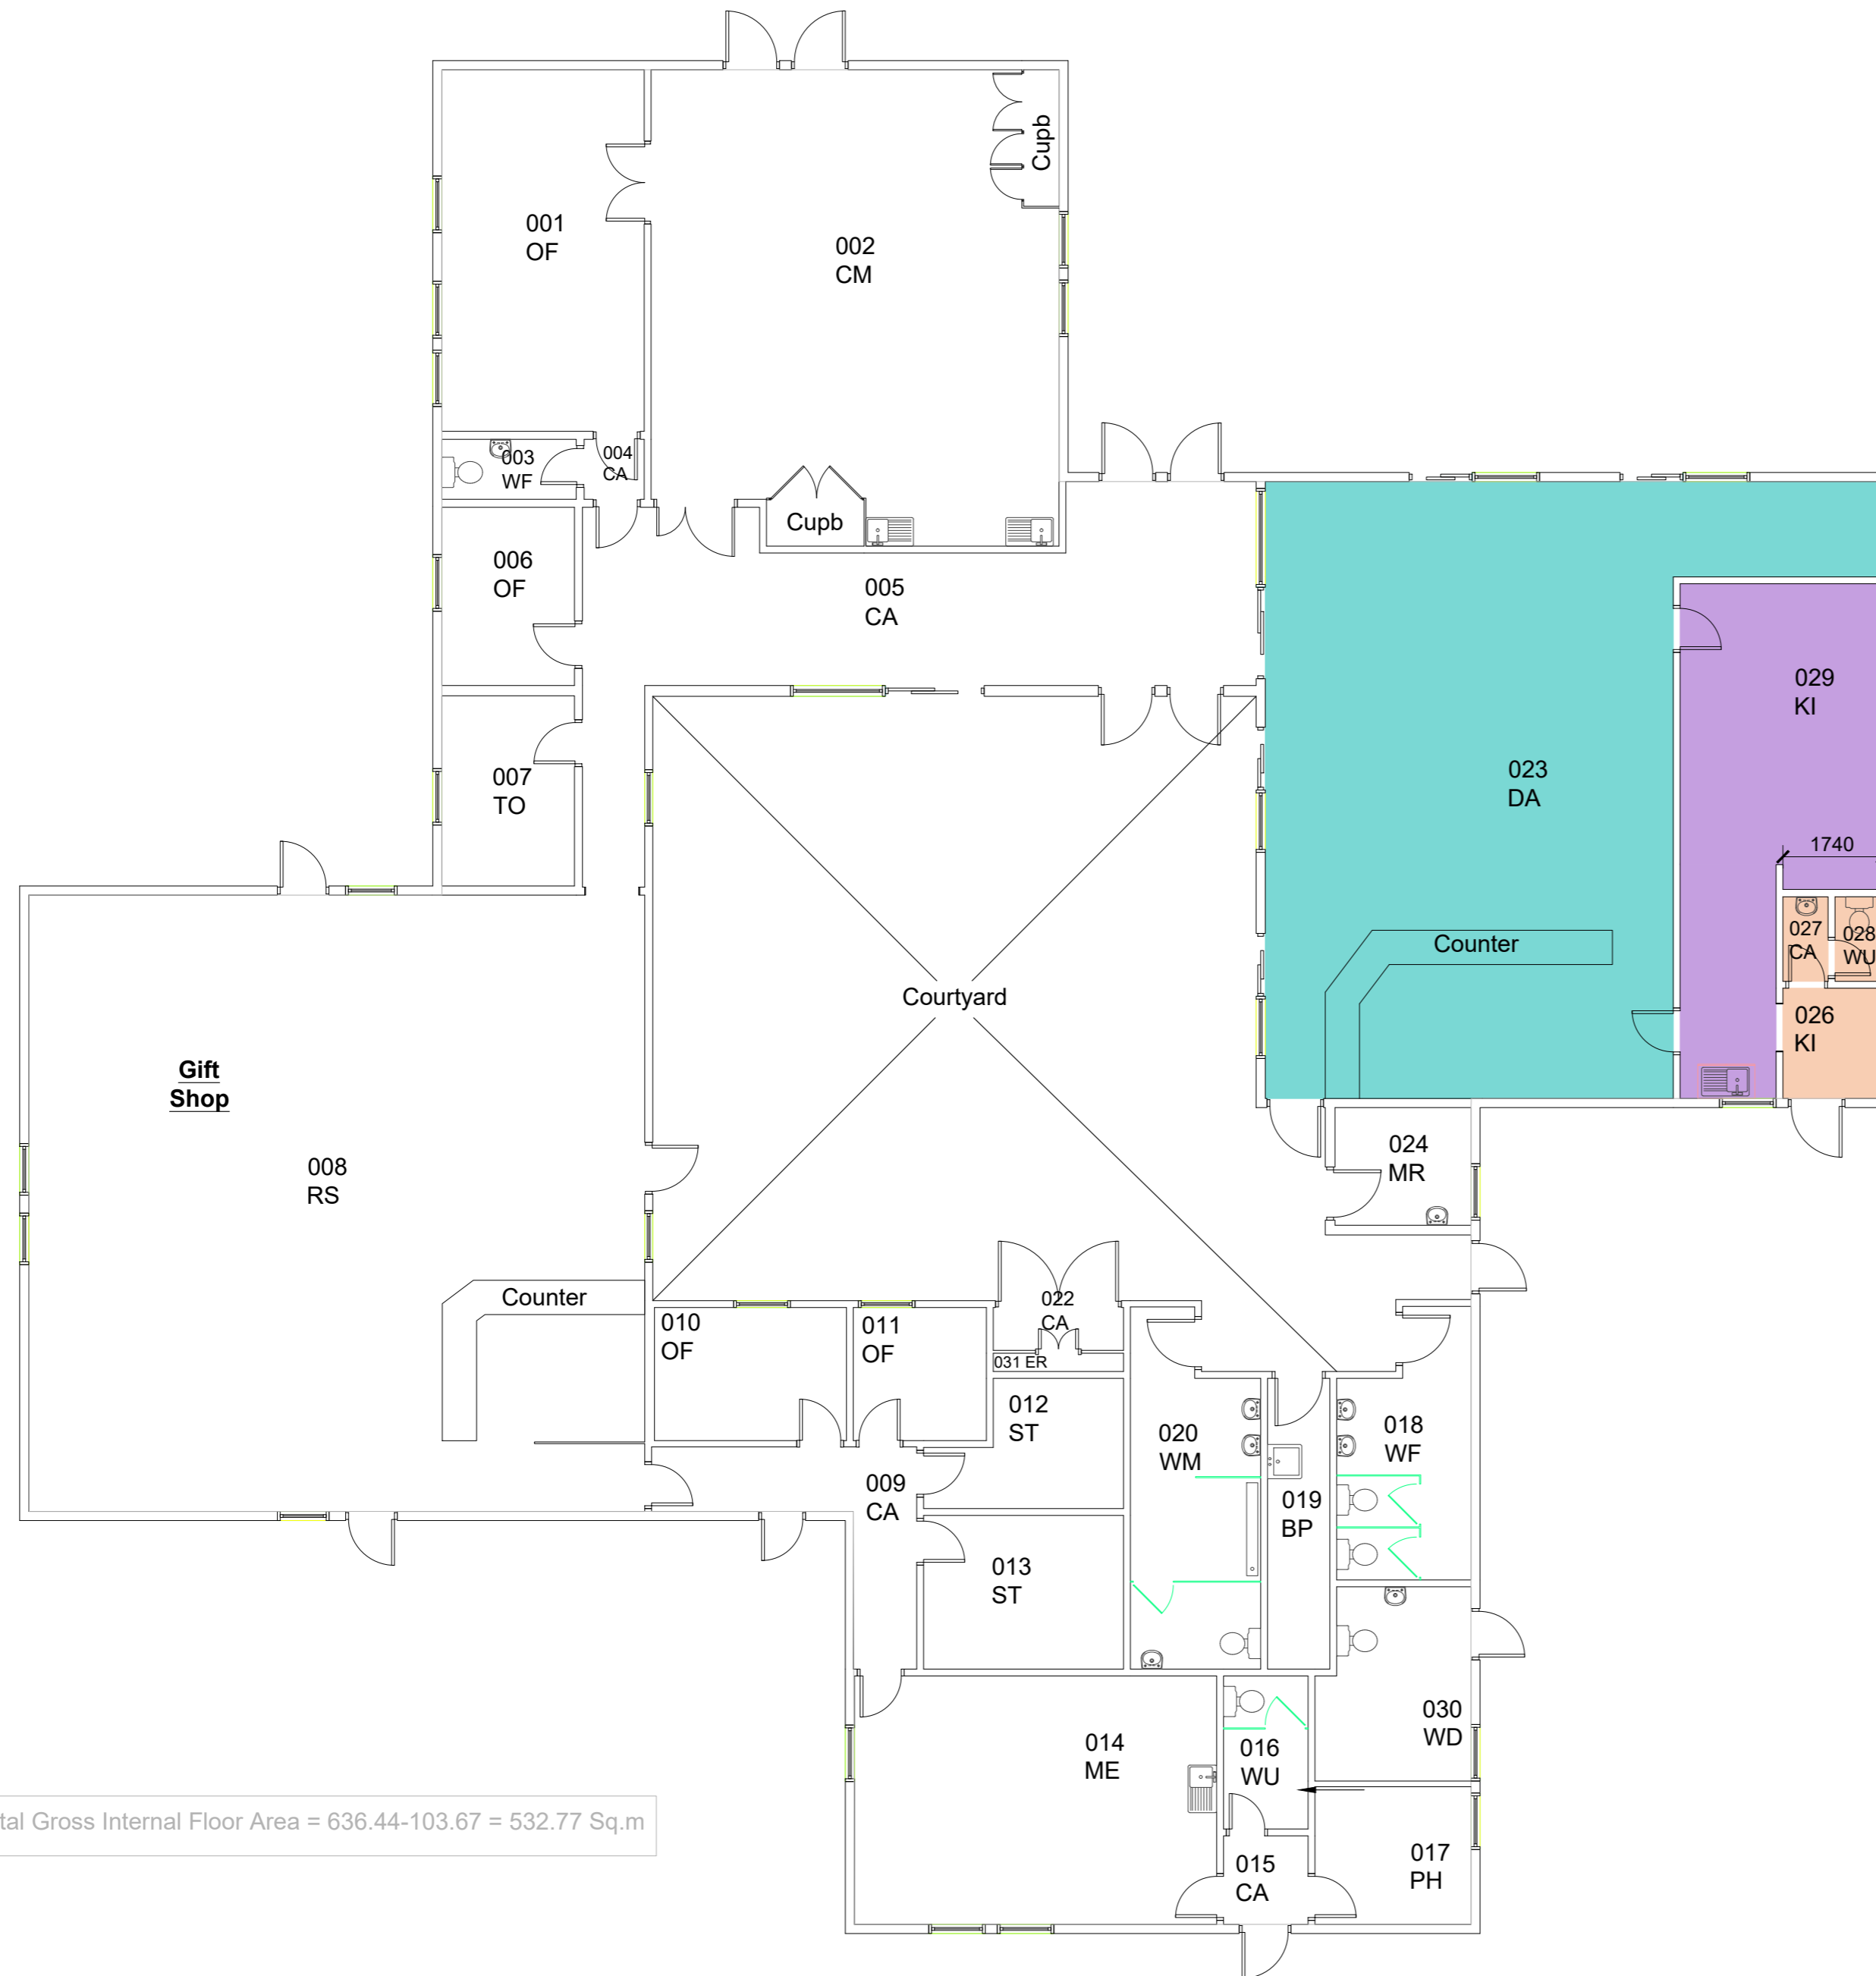 Cupb
001
OF
002
CM
003
WF
004
CA
Cupb
006
OF
005
CA
029
KI
007
TO
023
DA
1740
Counter
027
CA
028
WU
Courtyard
026
KI
Gift
Shop
024
MR
008
RS
Counter
022
CA
010
OF
011
OF
031 ER
012
ST
020
WM
018
WF
009
CA
019
BP
013
ST
030
WD
014
ME
016
WU
tal Gross Internal Floor Area = 636.44-103.67 = 532.77 Sq.m
015
CA
017
PH